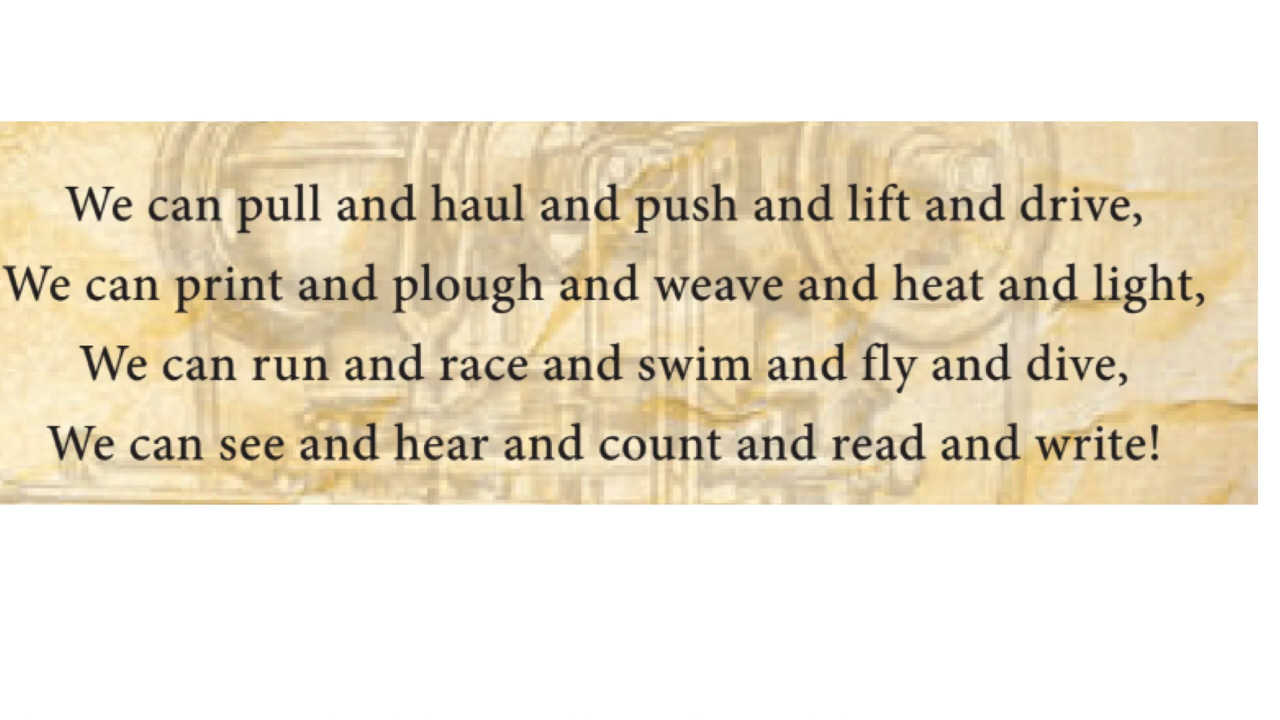 We can pull and haul and push and lift and drive,
We can print and plough and weave and heat and light,
We can run and race and swim and fly and dive,
We can see and hear and count and read and write!